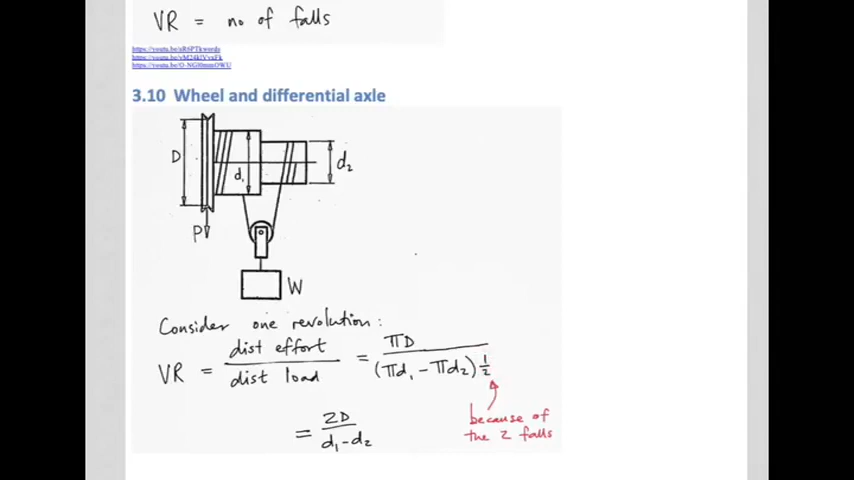 VR = no of falls
3.10 Wheel and differential axle
D
d₁
d₂
P
W
Consider one revolution:
VR = dist effort / dist load = πD / (πd₁ - πd₂) ½
= 2D / d₁-d₂
because of
the 2 falls